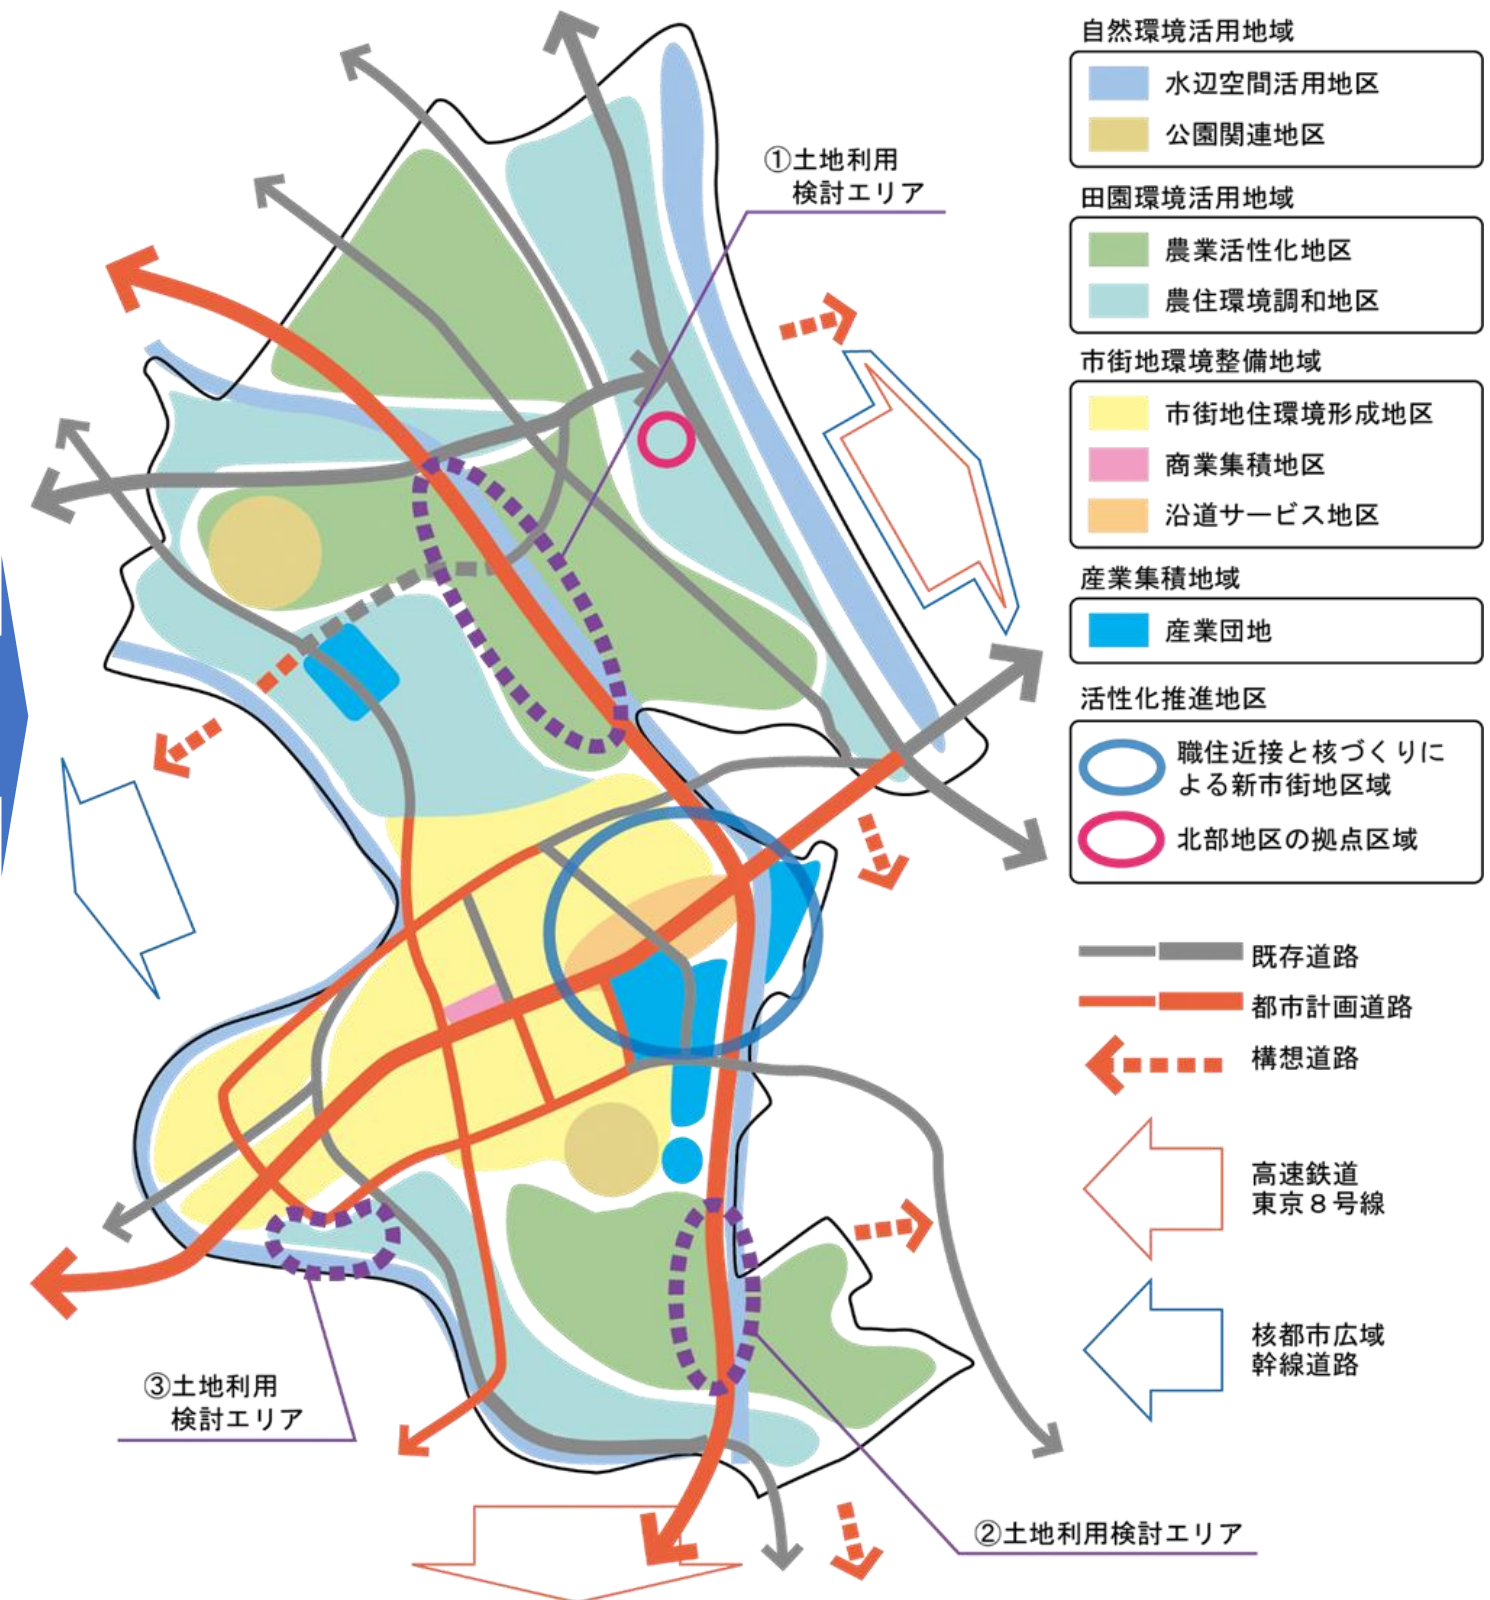 ①土地利用
検討エリア
③土地利用
検討エリア
②土地利用検討エリア
自然環境活用地域
水辺空間活用地区
公園関連地区
田園環境活用地域
農業活性化地区
農住環境調和地区
市街地環境整備地域
市街地住環境形成地区
商業集積地区
沿道サービス地区
産業集積地域
産業団地
活性化推進地区
職住近接と核づくりに
よる新市街地区域
北部地区の拠点区域
既存道路
都市計画道路
構想道路
高速鉄道
東京８号線
核都市広域
幹線道路